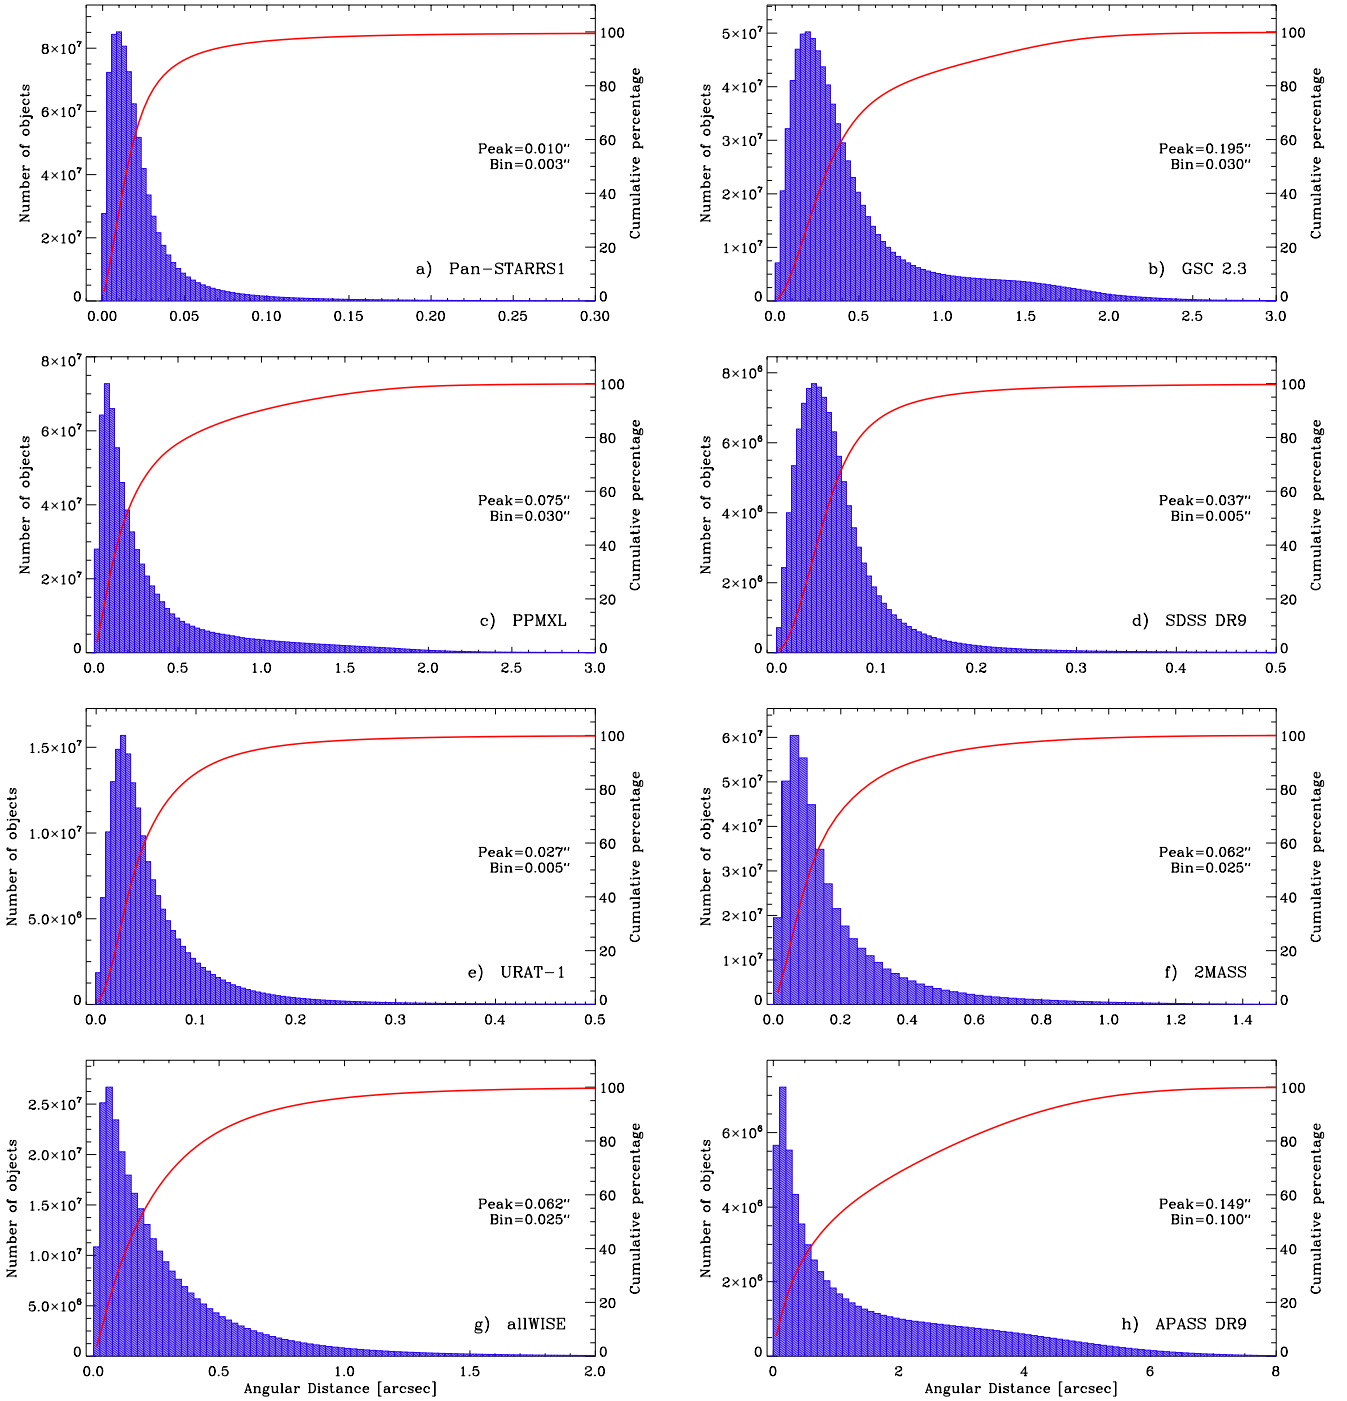 Number of objects
8×10⁷
6×10⁷
4×10⁷
2×10⁷
0
100
80
60
40
20
0
Cumulative percentage
Peak=0.010"
Bin=0.003"
a) Pan-STARRS1
0.00 0.05 0.10 0.15 0.20 0.25 0.30
Number of objects
5×10⁷
4×10⁷
3×10⁷
2×10⁷
1×10⁷
0
100
80
60
40
20
0
Cumulative percentage
Peak=0.195"
Bin=0.030"
b) GSC 2.3
0.0 0.5 1.0 1.5 2.0 2.5 3.0
Number of objects
8×10⁷
6×10⁷
4×10⁷
2×10⁷
0
100
80
60
40
20
0
Cumulative percentage
Peak=0.075"
Bin=0.030"
c) PPMXL
0.0 0.5 1.0 1.5 2.0 2.5 3.0
Number of objects
8×10⁶
6×10⁶
4×10⁶
2×10⁶
0
100
80
60
40
20
0
Cumulative percentage
Peak=0.037"
Bin=0.005"
d) SDSS DR9
0.0 0.1 0.2 0.3 0.4 0.5
Number of objects
1.5×10⁷
1.0×10⁷
5.0×10⁶
0
100
80
60
40
20
0
Cumulative percentage
Peak=0.027"
Bin=0.005"
e) URAT-1
0.0 0.1 0.2 0.3 0.4 0.5
Number of objects
6×10⁷
5×10⁷
4×10⁷
3×10⁷
2×10⁷
1×10⁷
0
100
80
60
40
20
0
Cumulative percentage
Peak=0.062"
Bin=0.025"
f) 2MASS
0.0 0.2 0.4 0.6 0.8 1.0 1.2 1.4
Number of objects
2.5×10⁷
2.0×10⁷
1.5×10⁷
1.0×10⁷
5.0×10⁶
0
100
80
60
40
20
0
Cumulative percentage
Peak=0.062"
Bin=0.025"
g) allWISE
0.0 0.5 1.0 1.5 2.0
Angular Distance [arcsec]
Number of objects
6×10⁶
4×10⁶
2×10⁶
0
100
80
60
40
20
0
Cumulative percentage
Peak=0.149"
Bin=0.100"
h) APASS DR9
0 2 4 6 8
Angular Distance [arcsec]